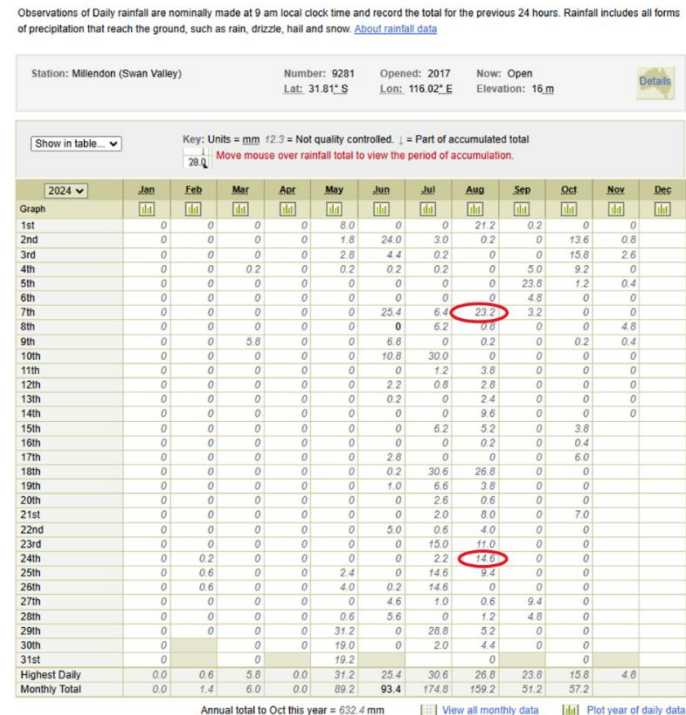 Observations of Daily rainfall are nominally made at 9 am local clock time and record the total for the previous 24 hours. Rainfall includes all forms
of precipitation that reach the ground, such as rain, drizzle, hail and snow. About rainfall data
Station: Millendon (Swan Valley) Number: 9281 Opened: 2017 Now: Open
Lat: 31.81° S Lon: 116.02° E Elevation: 16 m
Details
Show in table... Key: Units = mm 12.3 = Not quality controlled. ↓ = Part of accumulated total
28.0 Move mouse over rainfall total to view the period of accumulation.
2024 Jan Feb Mar Apr May Jun Jul Aug Sep Oct Nov Dec
Graph
1st 0 0 0 0 8.0 0 0 21.2 0.2 0 0
2nd 0 0 0 0 1.8 24.0 3.0 0.2 0 13.6 0.8
3rd 0 0 0 0 2.8 4.4 0.2 0 0 15.8 2.6
4th 0 0 0.2 0 0.2 0.2 0.2 0 5.0 9.2 0
5th 0 0 0 0 0 0 0 0 23.8 1.2 0.4
6th 0 0 0 0 0 0 0 0 4.8 0 0
7th 0 0 0 0 0 25.4 6.4 23.2 3.2 0 0
8th 0 0 0 0 0 0 6.2 0.8 0 0 4.8
9th 0 0 5.8 0 0 6.8 0 0.2 0 0.2 0.4
10th 0 0 0 0 0 10.8 30.0 0 0 0 0
11th 0 0 0 0 0 0 1.2 3.8 0 0 0
12th 0 0 0 0 0 2.2 0.8 2.8 0 0 0
13th 0 0 0 0 0 0.2 0 2.4 0 0 0
14th 0 0 0 0 0 0 0 9.6 0 0 0
15th 0 0 0 0 0 0 6.2 5.2 0 3.8
16th 0 0 0 0 0 0 0 0.2 0 0.4
17th 0 0 0 0 0 2.8 0 0 0 6.0
18th 0 0 0 0 0 0.2 30.6 26.8 0 0
19th 0 0 0 0 0 1.0 6.6 3.8 0 0
20th 0 0 0 0 0 0 2.6 0.6 0 0
21st 0 0 0 0 0 0 2.0 8.0 0 7.0
22nd 0 0 0 0 0 5.0 0.6 4.0 0 0
23rd 0 0 0 0 0 0 15.0 11.0 0 0
24th 0 0.2 0 0 0 0 2.2 14.6 0 0
25th 0 0.6 0 0 2.4 0 14.6 9.4 0 0
26th 0 0.6 0 0 4.0 0.2 14.6 0 0 0
27th 0 0 0 0 0 4.6 1.0 0.6 9.4 0
28th 0 0 0 0 0.6 5.6 0 1.2 4.8 0
29th 0 0 0 0 31.2 0 28.8 5.2 0 0
30th 0 0 0 19.0 0 2.0 4.4 0 0
31st 0 0 19.2 0 0
Highest Daily 0.0 0.6 5.8 0.0 31.2 25.4 30.6 26.8 23.8 15.8 4.8
Monthly Total 0.0 1.4 6.0 0.0 89.2 93.4 174.8 159.2 51.2 57.2
Annual total to Oct this year = 632.4 mm View all monthly data Plot year of daily data